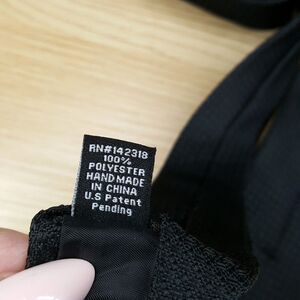 RN#142318
100%
POLYESTER
HANDMADE
IN CHINA
U.S Patent
Pending